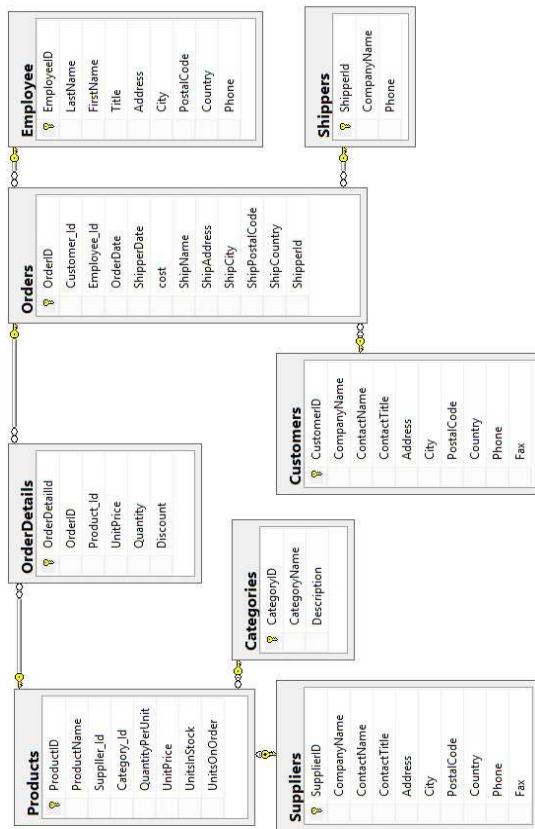 Products
ProductID
ProductName
Supplier_Id
Category_Id
QuantityPerUnit
UnitPrice
UnitsInStock
UnitsOnOrder
OrderDetails
OrderDetailId
OrderID
Product_Id
UnitPrice
Quantity
Discount
Orders
OrderID
Customer_Id
Employee_Id
OrderDate
ShipperDate
cost
ShipName
ShipAddress
ShipCity
ShipPostalCode
ShipCountry
ShipperId
Employee
EmployeeID
LastName
FirstName
Title
Address
City
PostalCode
Country
Phone
Suppliers
SupplierID
CompanyName
ContactName
ContactTitle
Address
City
PostalCode
Country
Phone
Fax
Categories
CategoryID
CategoryName
Description
Customers
CustomerID
CompanyName
ContactName
ContactTitle
Address
City
PostalCode
Country
Phone
Fax
Shippers
ShipperId
CompanyName
Phone